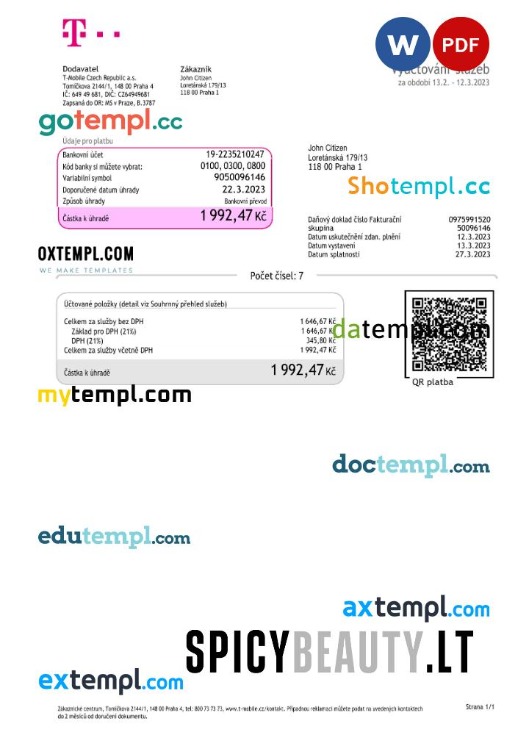 T
W
PDF
Vyúčtování služeb
za období 13.2. - 12.3.2023
Dodavatel
T-Mobile Czech Republic a.s.
Tomíčkova 2144/1, 148 00 Praha 4
IČ: 649 49 681, DIČ: CZ64949681
Zapsaná do OR: MS v Praze, B.3787
Zákazník
John Citizen
Loretánská 179/13
118 00 Praha 1
gotempl.cc
Údaje pro platbu
Bankovní účet 19-2235210247
Kód banky si můžete vybrat: 0100, 0300, 0800
Variabilní symbol 9050096146
Doporučené datum úhrady 22.3.2023
Způsob úhrady Bankovní převod
Částka k úhradě 1 992,47 Kč
John Citizen
Loretánská 179/13
118 00 Praha 1
Shotempl.cc
Daňový doklad číslo Fakturační 0975991520
skupina 50096146
Datum uskutečnění zdan. plnění 12.3.2023
Datum vystavení 13.3.2023
Datum splatnosti 27.3.2023
OXTEMPL.COM
WE MAKE TEMPLATES
Počet čísel: 7
Účtované položky (detail viz Souhrnný přehled služeb)
Celkem za služby bez DPH 1 646,67 Kč
Základ pro DPH (21%) 1 646,67 Kč
DPH (21%) 345,80 Kč
Celkem za služby včetně DPH 1 992,47 Kč
Částka k úhradě 1 992,47 Kč
datempl.com
QR platba
mytempl.com
doctempl.com
edutempl.com
axtempl.com
SPICYBEAUTY.LT
extempl.com
Zákaznické centrum, Tomíčkova 2144/1, 148 00 Praha 4, tel: 800 73 73 73, www.t-mobile.cz/kontakt. Případnou reklamaci můžete podat na uvedených kontaktech
do 2 měsíců od doručení dokumentu.
Strana 1/1